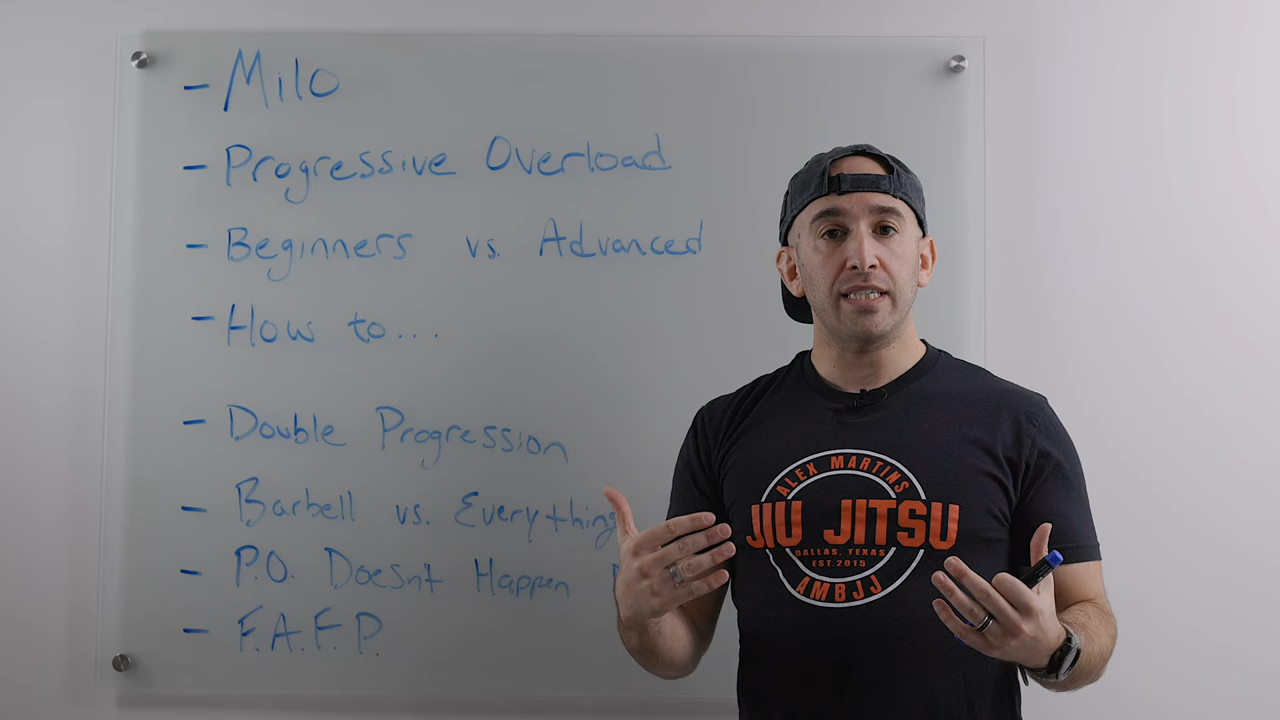 - Milo
- Progressive Overload
- Beginners vs. Advanced
- How to...
- Double Progression
- Barbell vs. Everything
- P.O. Doesnt Happen
- F.A.F.P.
ALEX MARTINS
JIU JITSU
DALLAS, TEXAS
EST.2015
AMBJJ